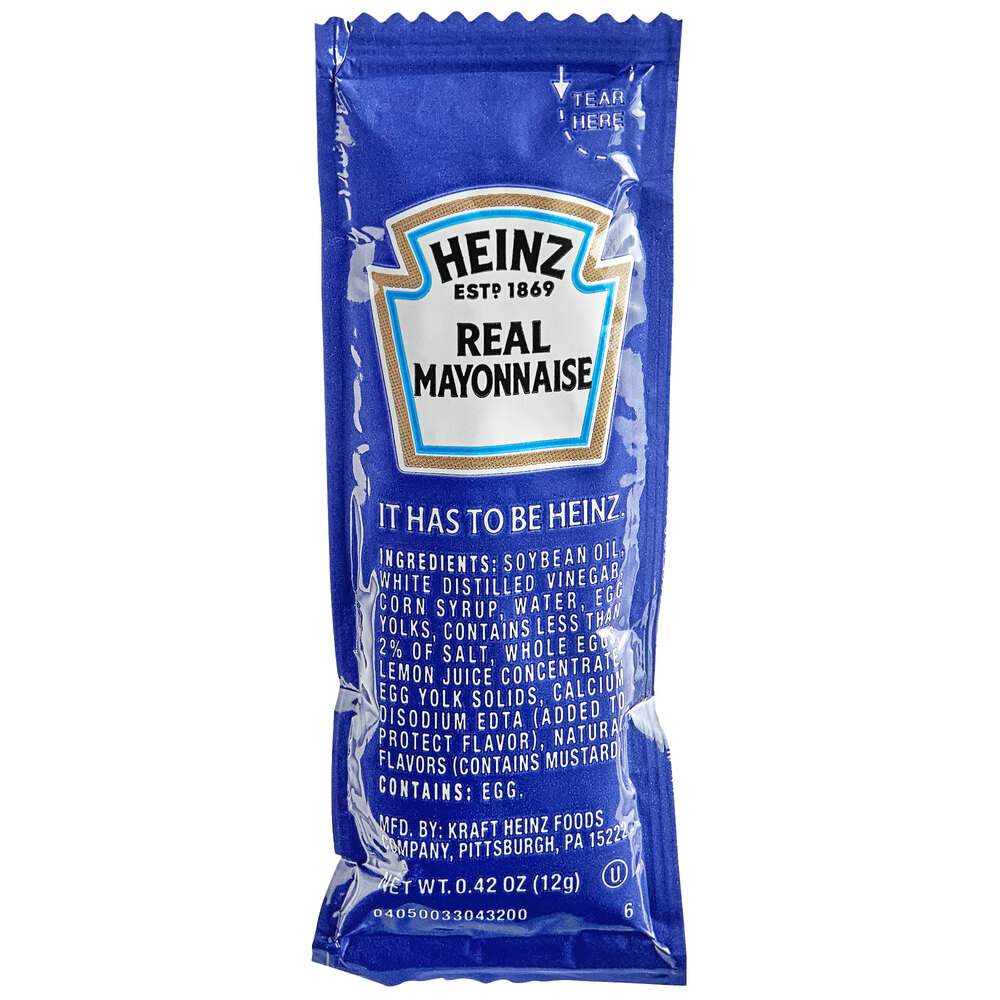 TEAR
HERE
HEINZ
ESTD 1869
REAL
MAYONNAISE
IT HAS TO BE HEINZ.
INGREDIENTS: SOYBEAN OIL,
WHITE DISTILLED VINEGAR,
CORN SYRUP, WATER, EGG
YOLKS, CONTAINS LESS THAN
2% OF SALT, WHOLE EGGS,
LEMON JUICE CONCENTRATE,
EGG YOLK SOLIDS, CALCIUM
DISODIUM EDTA (ADDED TO
PROTECT FLAVOR), NATURAL
FLAVORS (CONTAINS MUSTARD)
CONTAINS: EGG.
MFD. BY: KRAFT HEINZ FOODS
COMPANY, PITTSBURGH, PA 15222
NET WT. 0.42 OZ (12g) U
04050033043200 6